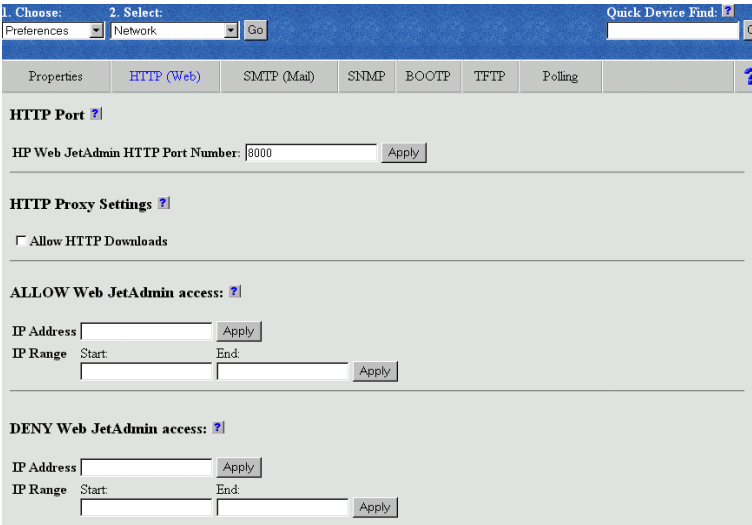 1. Choose: 2. Select: Quick Device Find: ?
Preferences Network Go
Properties HTTP (Web) SMTP (Mail) SNMP BOOTP TFTP Polling ?
HTTP Port ?
HP Web JetAdmin HTTP Port Number: 8000 Apply
HTTP Proxy Settings ?
Allow HTTP Downloads
ALLOW Web JetAdmin access: ?
IP Address Apply
IP Range Start: End:
Apply
DENY Web JetAdmin access: ?
IP Address Apply
IP Range Start: End:
Apply